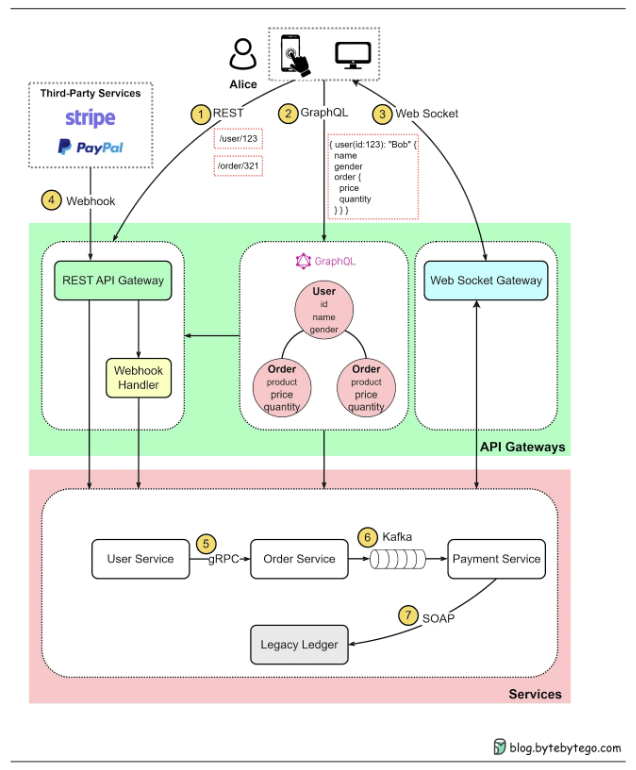 Alice
Third-Party Services
stripe
PayPal
1 REST
/user/123
/order/321
2 GraphQL
{ user(id:123): "Bob" {
name
gender
order {
price
quantity
} } }
3 Web Socket
4 Webhook
REST API Gateway
Webhook
Handler
GraphQL
User
id
name
gender
Order
product
price
quantity
Order
product
price
quantity
Web Socket Gateway
API Gateways
User Service
5
gRPC
Order Service
6 Kafka
Payment Service
7 SOAP
Legacy Ledger
Services
blog.bytebytego.com